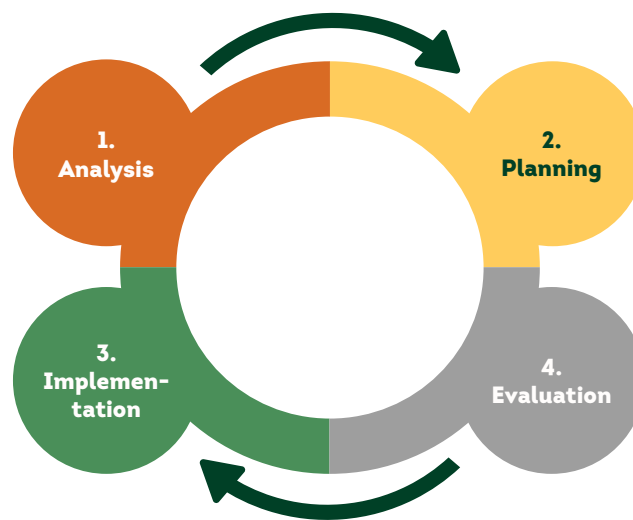 1.
Analysis
2.
Planning
3.
Implemen-
tation
4.
Evaluation